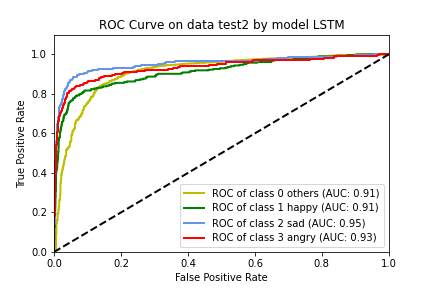 ROC Curve on data test2 by model LSTM
True Positive Rate
1.0
0.8
0.6
0.4
0.2
0.0
ROC of class 0 others (AUC: 0.91)
ROC of class 1 happy (AUC: 0.91)
ROC of class 2 sad (AUC: 0.95)
ROC of class 3 angry (AUC: 0.93)
0.0 0.2 0.4 0.6 0.8 1.0
False Positive Rate